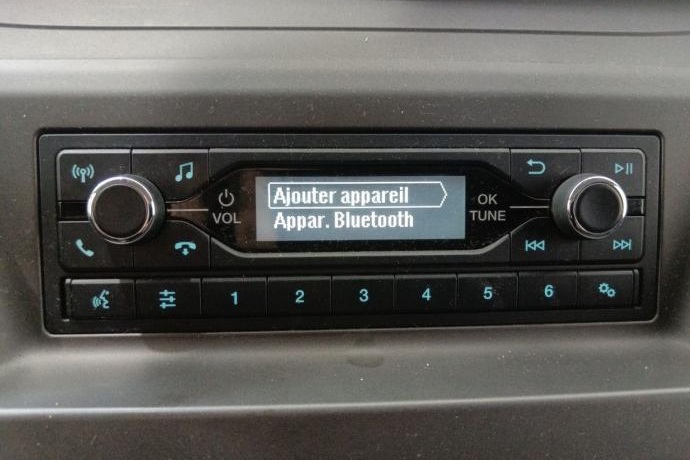 Ajouter appareil
Appar. Bluetooth
VOL
OK
TUNE
1 2 3 4 5 6